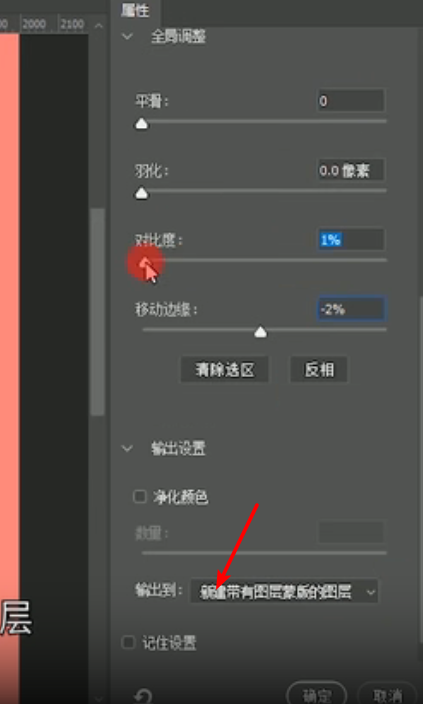 2000 2100
属性
全局调整
平滑： 0
羽化： 0.0 像素
对比度： 1%
移动边缘： -2%
清除选区 反相
输出设置
净化颜色
数量：
输出到： 新建带有图层蒙版的图层
层
记住设置
确定 取消